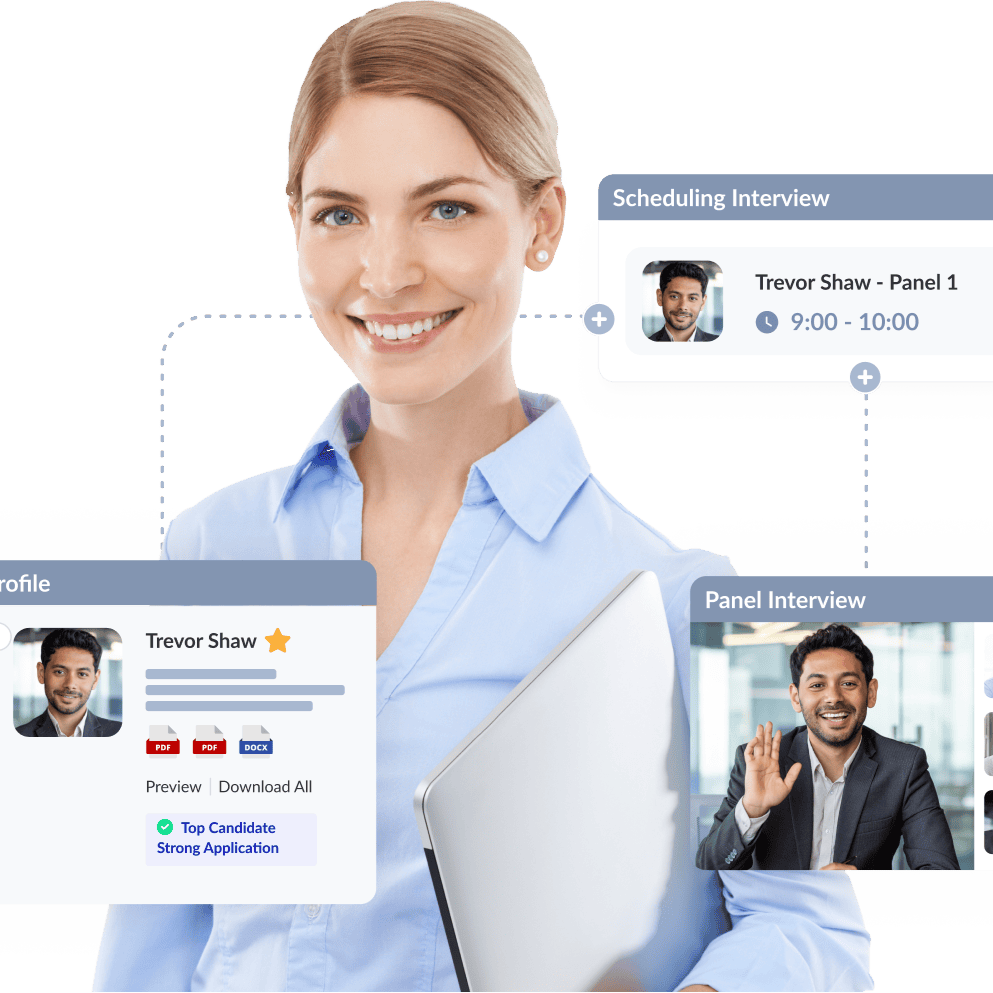 Scheduling Interview
Trevor Shaw - Panel 1
9:00 - 10:00
rofile
Trevor Shaw
PDF PDF DOCX
Preview Download All
Top Candidate
Strong Application
Panel Interview